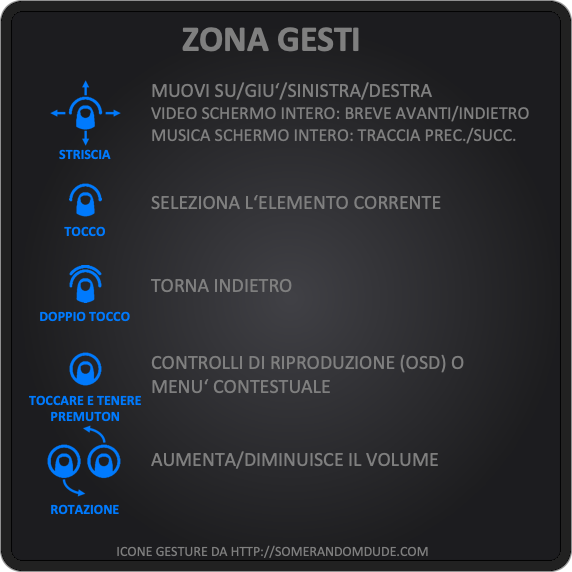 ZONA GESTI
MUOVI SU/GIU‘/SINISTRA/DESTRA
VIDEO SCHERMO INTERO: BREVE AVANTI/INDIETRO
MUSICA SCHERMO INTERO: TRACCIA PREC./SUCC.
STRISCIA
SELEZIONA L‘ELEMENTO CORRENTE
TOCCO
TORNA INDIETRO
DOPPIO TOCCO
CONTROLLI DI RIPRODUZIONE (OSD) O
MENU‘ CONTESTUALE
TOCCARE E TENERE
PREMUTON
AUMENTA/DIMINUISCE IL VOLUME
ROTAZIONE
ICONE GESTURE DA HTTP://SOMERANDOMDUDE.COM